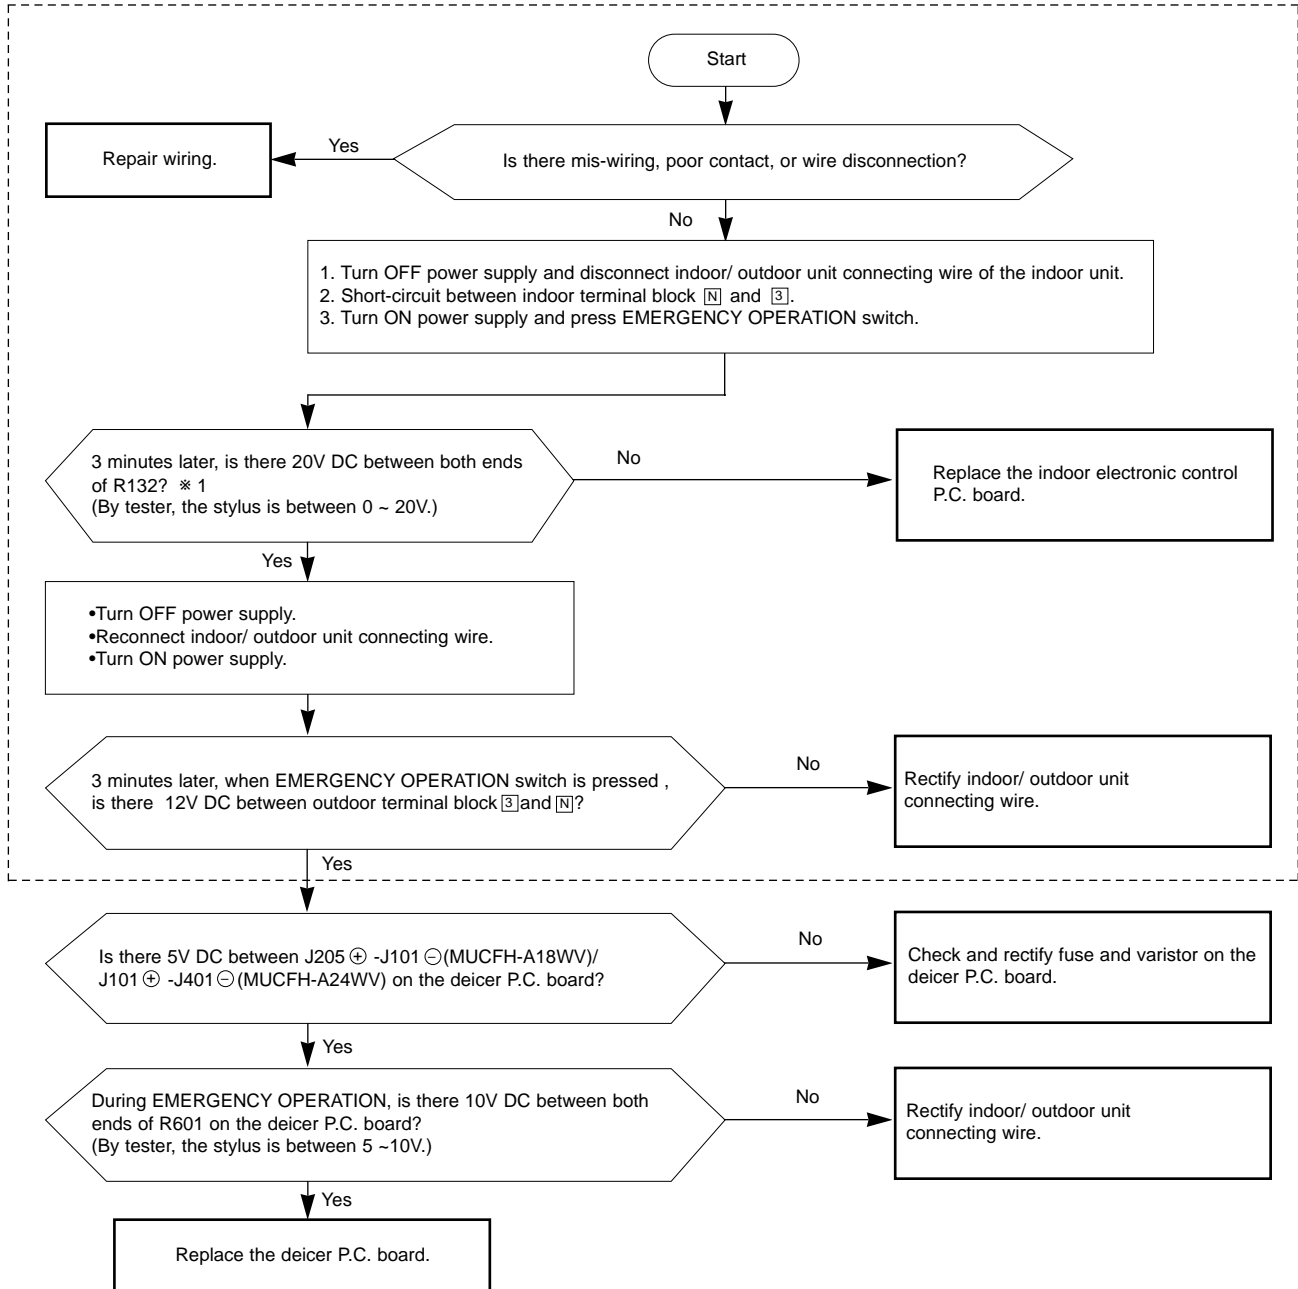 Start
Is there mis-wiring, poor contact, or wire disconnection?
Yes
Repair wiring.
No
1. Turn OFF power supply and disconnect indoor/ outdoor unit connecting wire of the indoor unit.
2. Short-circuit between indoor terminal block N and 3.
3. Turn ON power supply and press EMERGENCY OPERATION switch.
3 minutes later, is there 20V DC between both ends
of R132? ※ 1
(By tester, the stylus is between 0 ~ 20V.)
No
Replace the indoor electronic control
P.C. board.
Yes
•Turn OFF power supply.
•Reconnect indoor/ outdoor unit connecting wire.
•Turn ON power supply.
3 minutes later, when EMERGENCY OPERATION switch is pressed ,
is there 12V DC between outdoor terminal block 3 and N?
No
Rectify indoor/ outdoor unit
connecting wire.
Yes
Is there 5V DC between J205 ⊕ -J101 ⊖ (MUCFH-A18WV)/
J101 ⊕ -J401 ⊖ (MUCFH-A24WV) on the deicer P.C. board?
No
Check and rectify fuse and varistor on the
deicer P.C. board.
Yes
During EMERGENCY OPERATION, is there 10V DC between both
ends of R601 on the deicer P.C. board?
(By tester, the stylus is between 5 ~10V.)
No
Rectify indoor/ outdoor unit
connecting wire.
Yes
Replace the deicer P.C. board.